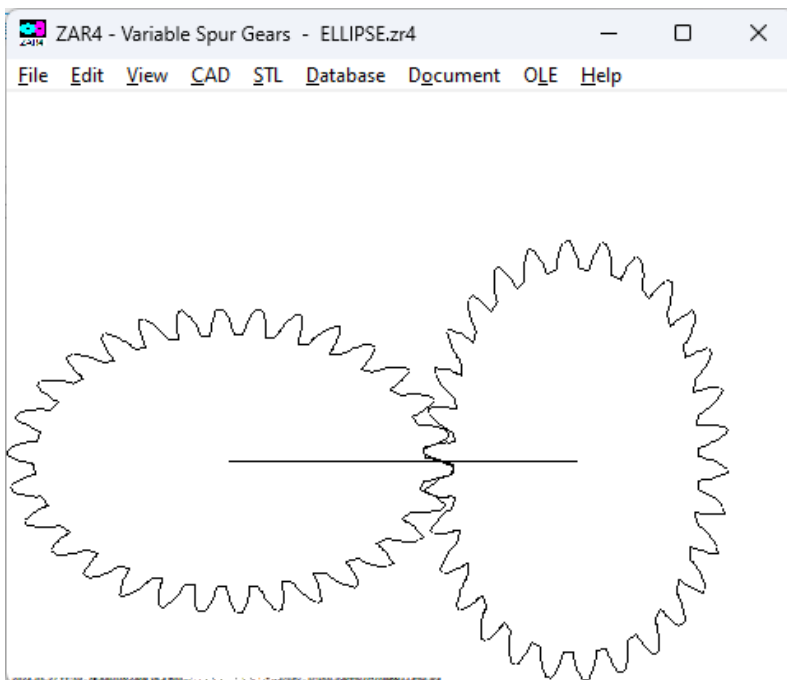 ZAR4 - Variable Spur Gears - ELLIPSE.zr4
File Edit View CAD STL Database Document OLE Help